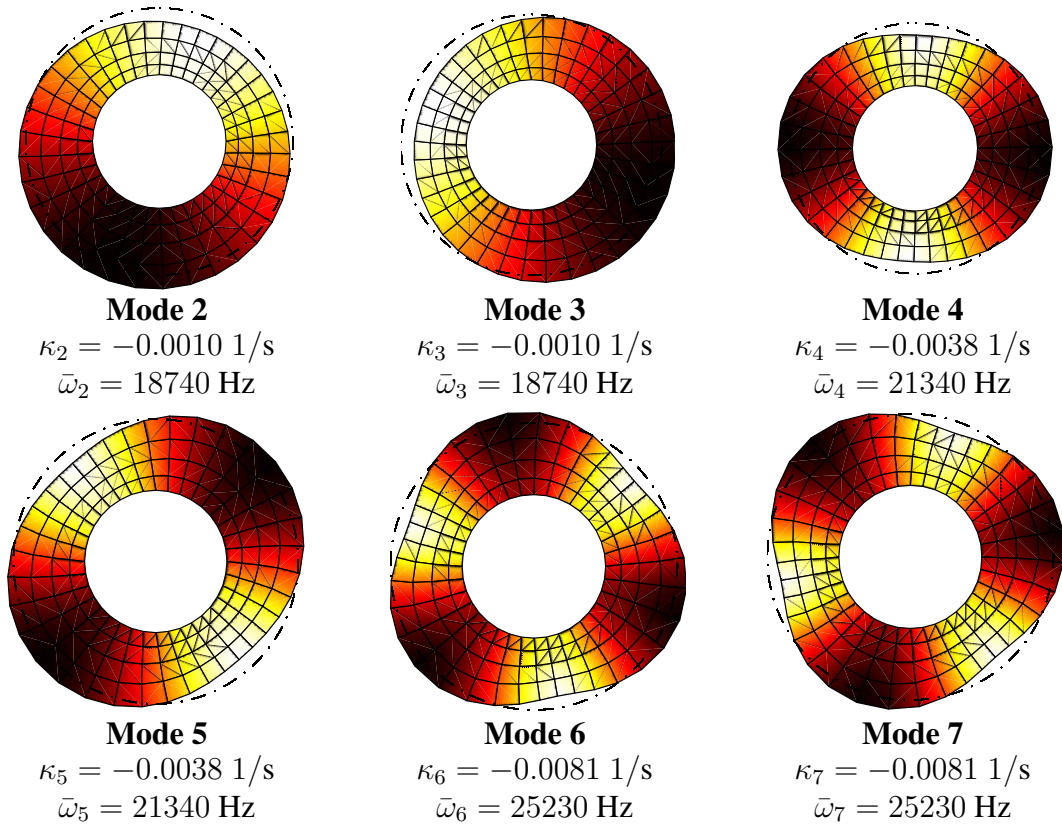 Mode 2
κ₂ = −0.0010 1/s
ω̄₂ = 18740 Hz
Mode 3
κ₃ = −0.0010 1/s
ω̄₃ = 18740 Hz
Mode 4
κ₄ = −0.0038 1/s
ω̄₄ = 21340 Hz
Mode 5
κ₅ = −0.0038 1/s
ω̄₅ = 21340 Hz
Mode 6
κ₆ = −0.0081 1/s
ω̄₆ = 25230 Hz
Mode 7
κ₇ = −0.0081 1/s
ω̄₇ = 25230 Hz